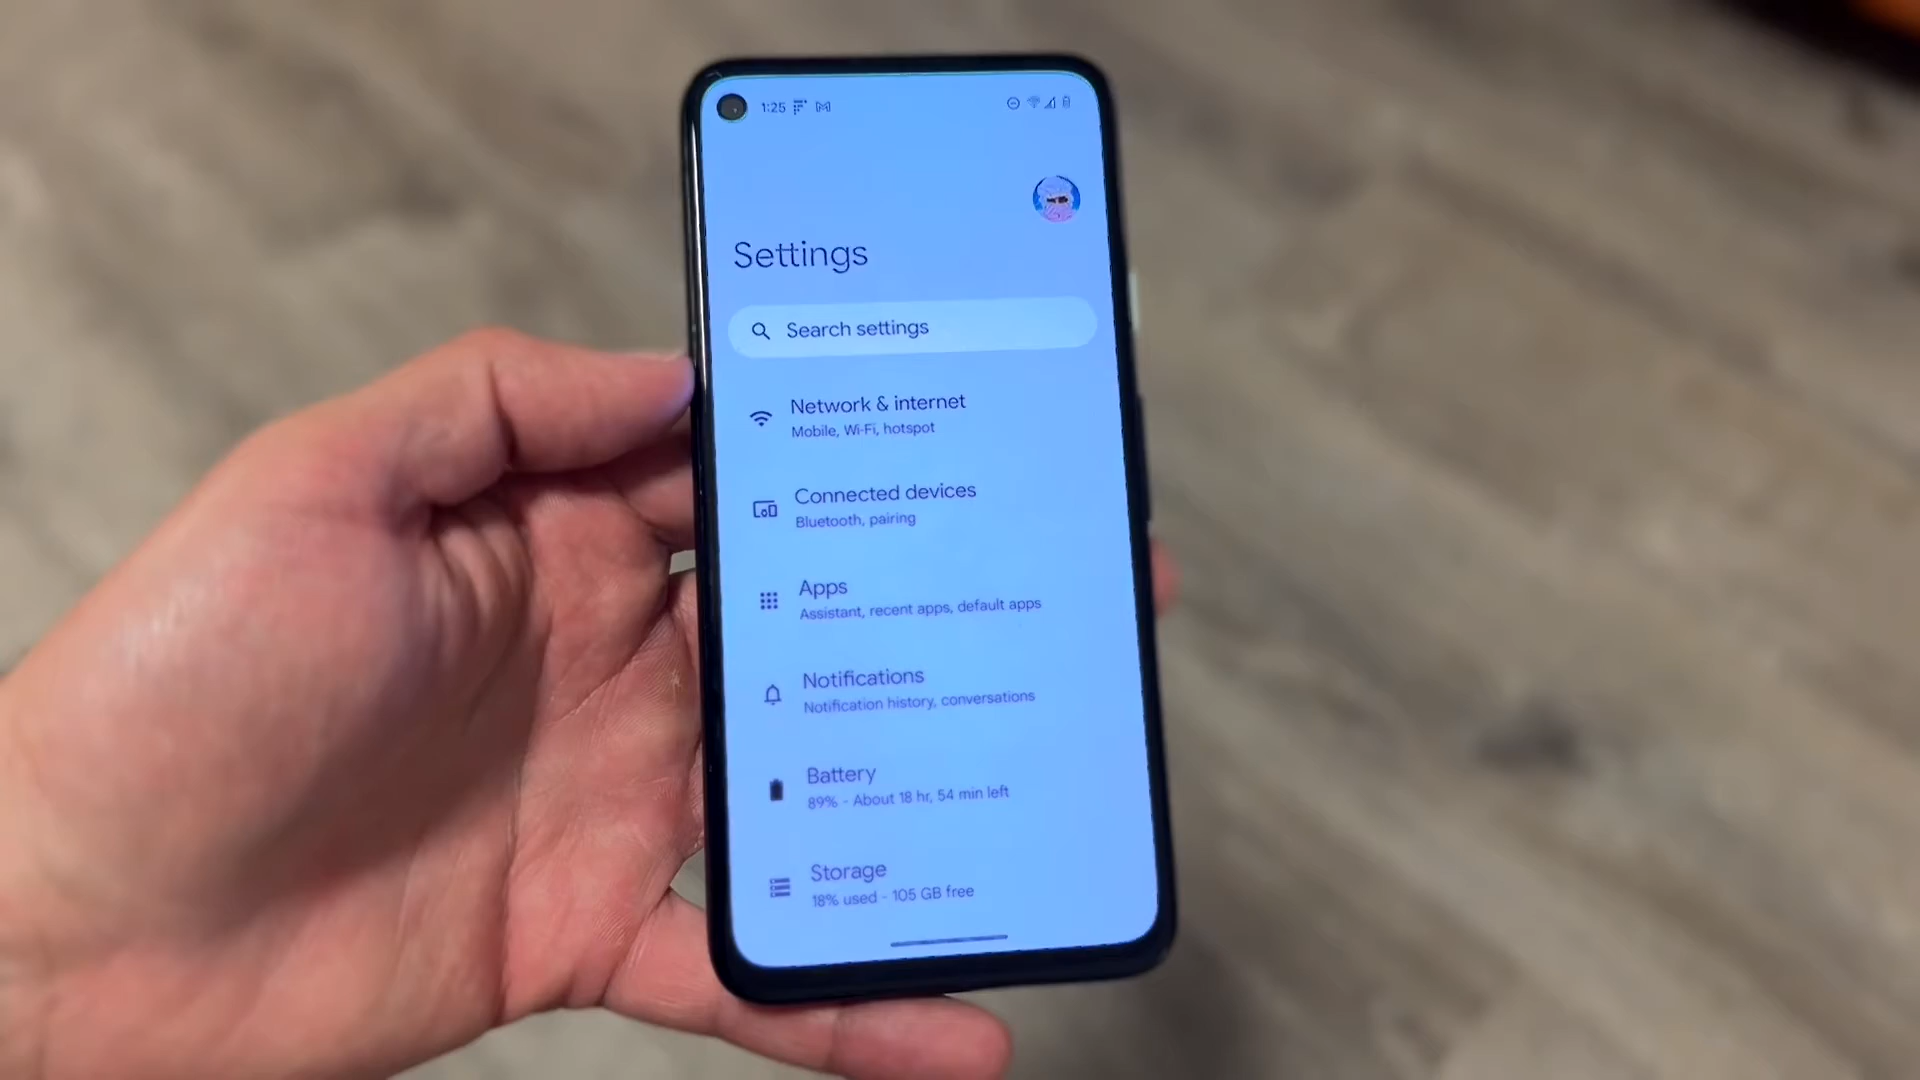 1:25
Settings
Search settings
Network & internet
Mobile, Wi-Fi, hotspot
Connected devices
Bluetooth, pairing
Apps
Assistant, recent apps, default apps
Notifications
Notification history, conversations
Battery
89% - About 18 hr, 54 min left
Storage
18% used - 105 GB free